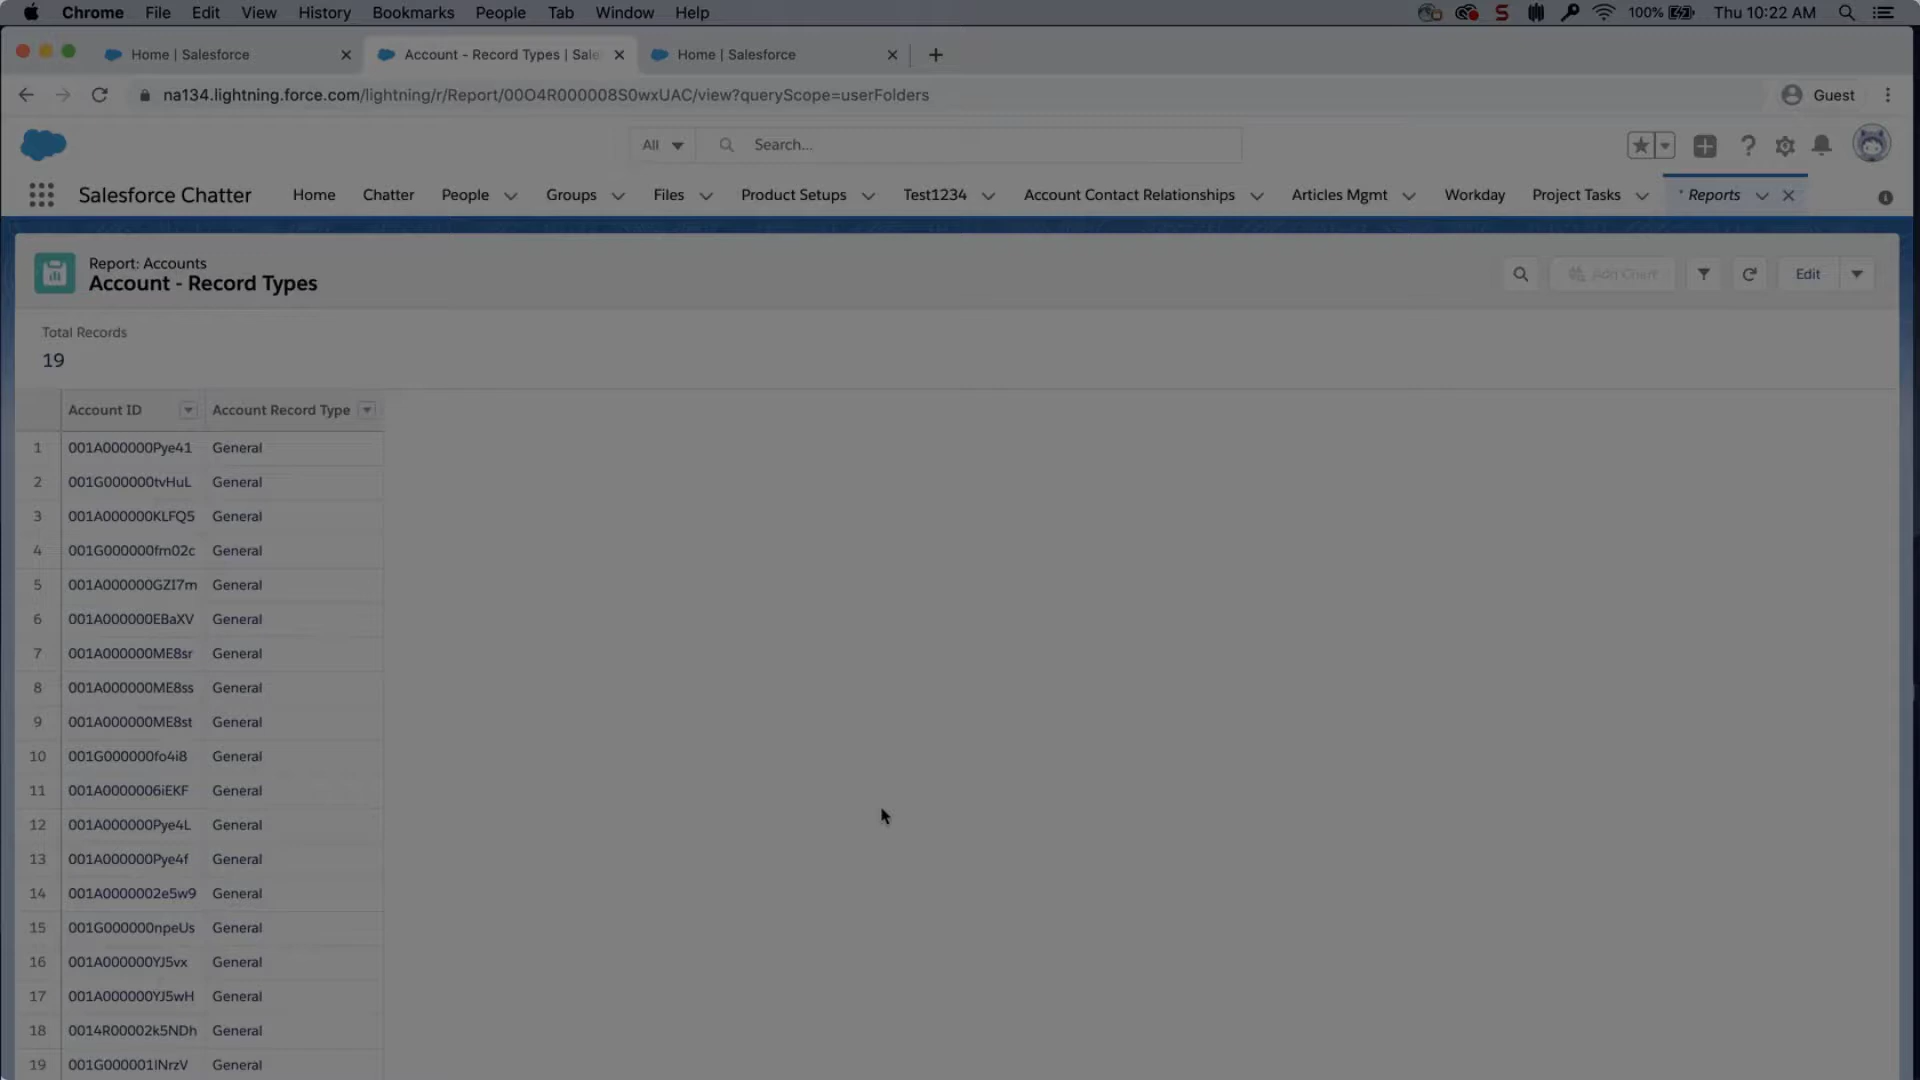 Chrome File Edit View History Bookmarks People Tab Window Help 100% Thu 10:22 AM
Home | Salesforce Account - Record Types | Sale Home | Salesforce
na134.lightning.force.com/lightning/r/Report/00O4R000008S0wxUAC/view?queryScope=userFolders Guest
All Search...
Salesforce Chatter Home Chatter People Groups Files Product Setups Test1234 Account Contact Relationships Articles Mgmt Workday Project Tasks * Reports
Report: Accounts
Account - Record Types
Add Chart Edit
Total Records
19
Account ID Account Record Type
1 001A000000Pye41 General
2 001G000000tvHuL General
3 001A000000KLFQ5 General
4 001G000000fm02c General
5 001A000000GZI7m General
6 001A000000EBaXV General
7 001A000000ME8sr General
8 001A000000ME8ss General
9 001A000000ME8st General
10 001G000000fo4i8 General
11 001A0000006iEKF General
12 001A000000Pye4L General
13 001A000000Pye4f General
14 001A0000002e5w9 General
15 001G000000npeUs General
16 001A000000YJ5vx General
17 001A000000YJ5wH General
18 0014R00002k5NDh General
19 001G000001lNrzV General